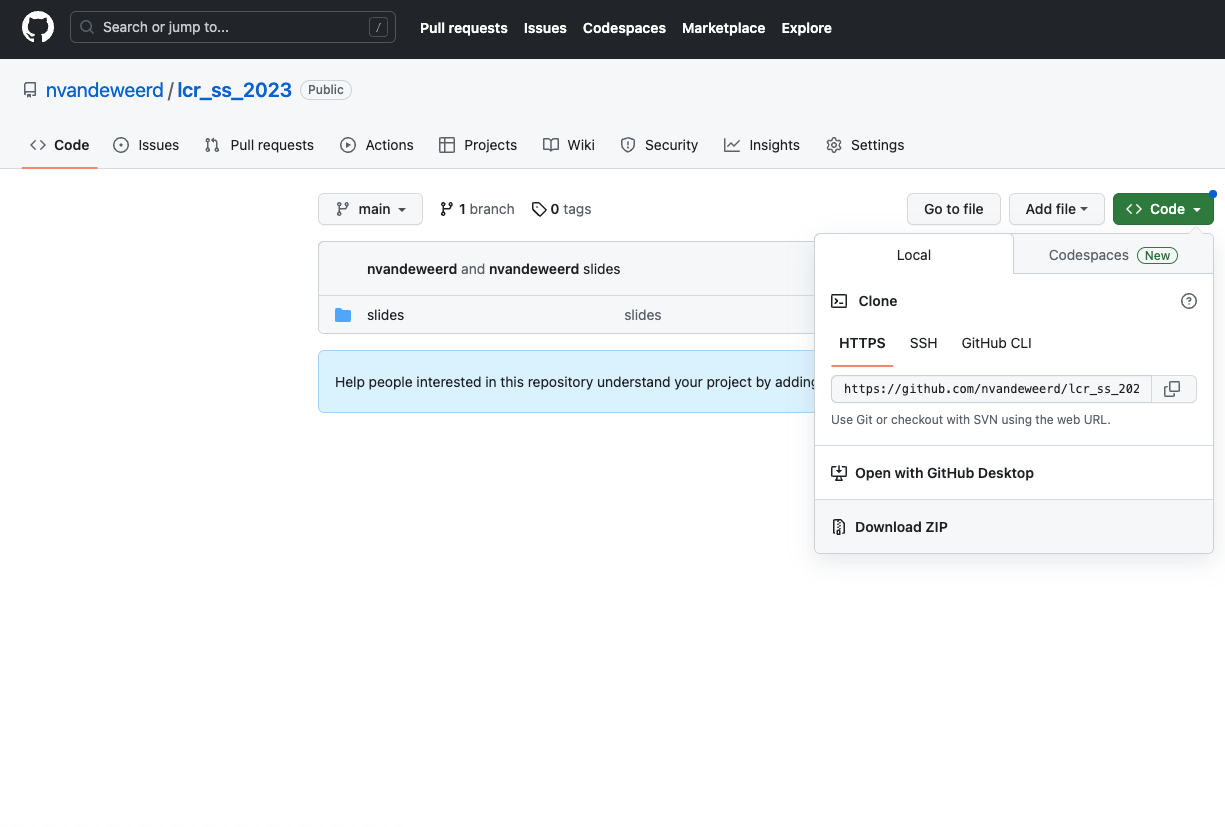 Search or jump to... / Pull requests Issues Codespaces Marketplace Explore
nvandeweerd / lcr_ss_2023 Public
Code Issues Pull requests Actions Projects Wiki Security Insights Settings
main 1 branch 0 tags Go to file Add file Code
Local Codespaces New
nvandeweerd and nvandeweerd slides
Clone
slides slides
HTTPS SSH GitHub CLI
Help people interested in this repository understand your project by adding
https://github.com/nvandeweerd/lcr_ss_202
Use Git or checkout with SVN using the web URL.
Open with GitHub Desktop
Download ZIP